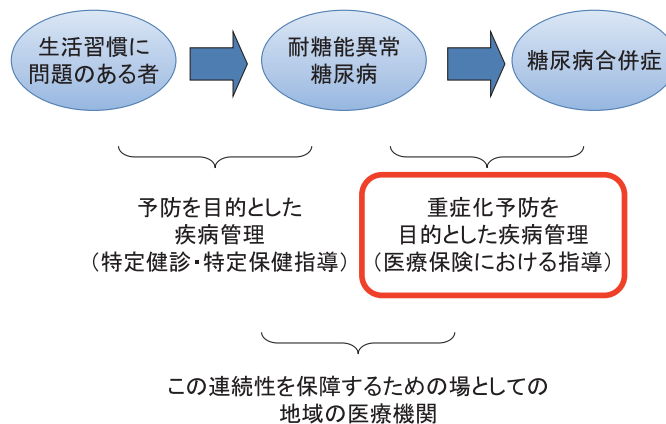 生活習慣に
問題のある者
耐糖能異常
糖尿病
糖尿病合併症
予防を目的とした
疾病管理
（特定健診・特定保健指導）
重症化予防を
目的とした疾病管理
（医療保険における指導）
この連続性を保障するための場としての
地域の医療機関